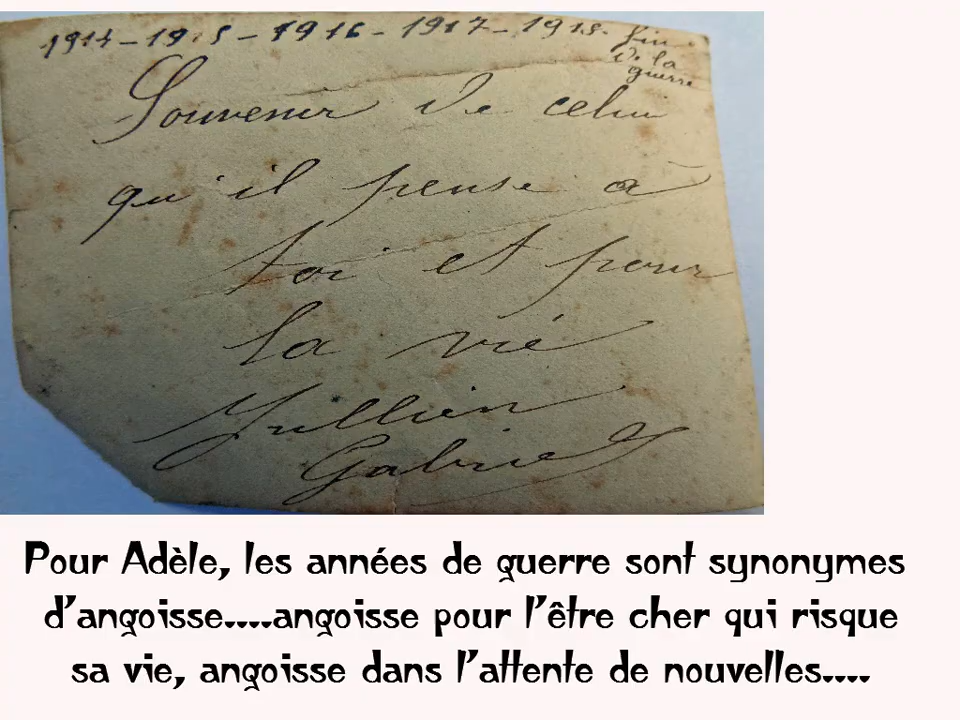 1914 - 1915 - 1916 - 1917 - 1918. fin
de la
guerre
Souvenir de celui
qu'il pense à
toi et pour
la vie
Jullien
Gabriel
Pour Adèle, les années de guerre sont synonymes
d'angoisse....angoisse pour l'être cher qui risque
sa vie, angoisse dans l'attente de nouvelles....